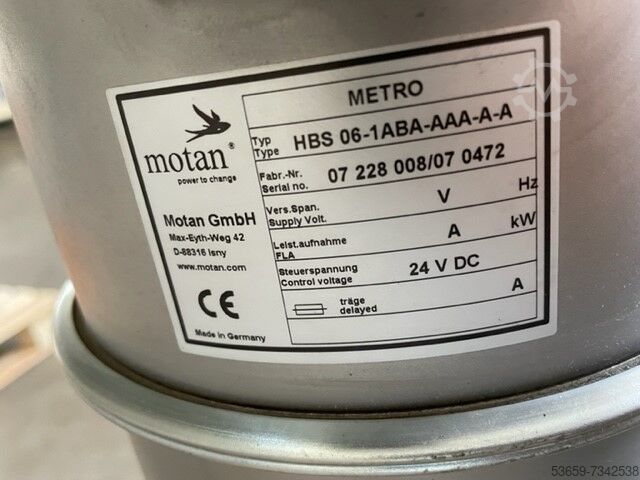 METRO
motan®
power to change
Motan GmbH
Max-Eyth-Weg 42
D-88316 Isny
www.motan.com
CE
Made in Germany
Typ
Type
HBS 06-1ABA-AAA-A-A
Fabr.-Nr.
Serial no.
07 228 008/07 0472
Vers.Span.
Supply Volt.
V Hz
Leist.aufnahme
FLA
A kW
Steuerspannung
Control voltage
24 V DC
träge
delayed
A
53659-7342538